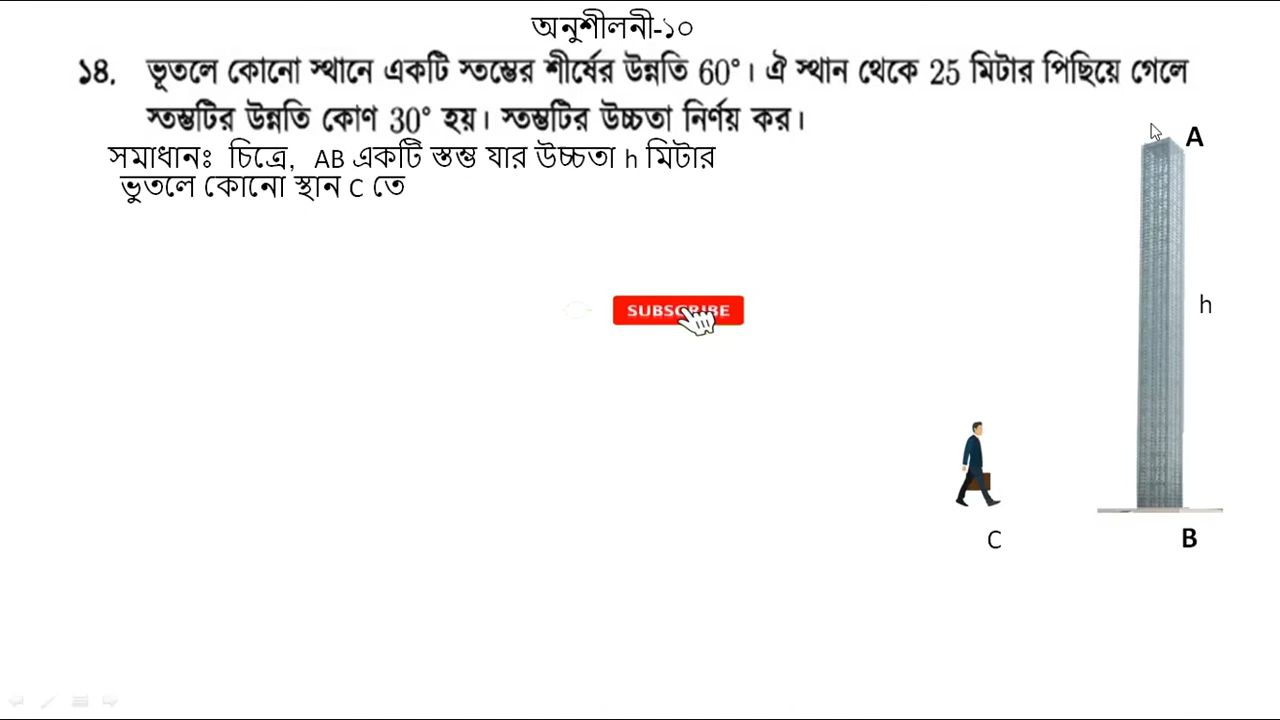 অনুশীলনী-১০
১৪. ভূতলে কোনো স্থানে একটি স্তম্ভের শীর্ষের উন্নতি 60°। ঐ স্থান থেকে 25 মিটার পিছিয়ে গেলে
স্তম্ভটির উন্নতি কোণ 30° হয়। স্তম্ভটির উচ্চতা নির্ণয় কর।
সমাধানঃ চিত্রে, AB একটি স্তম্ভ যার উচ্চতা h মিটার
ভুতলে কোনো স্থান C তে
A
SUBSCRIBE
h
C
B